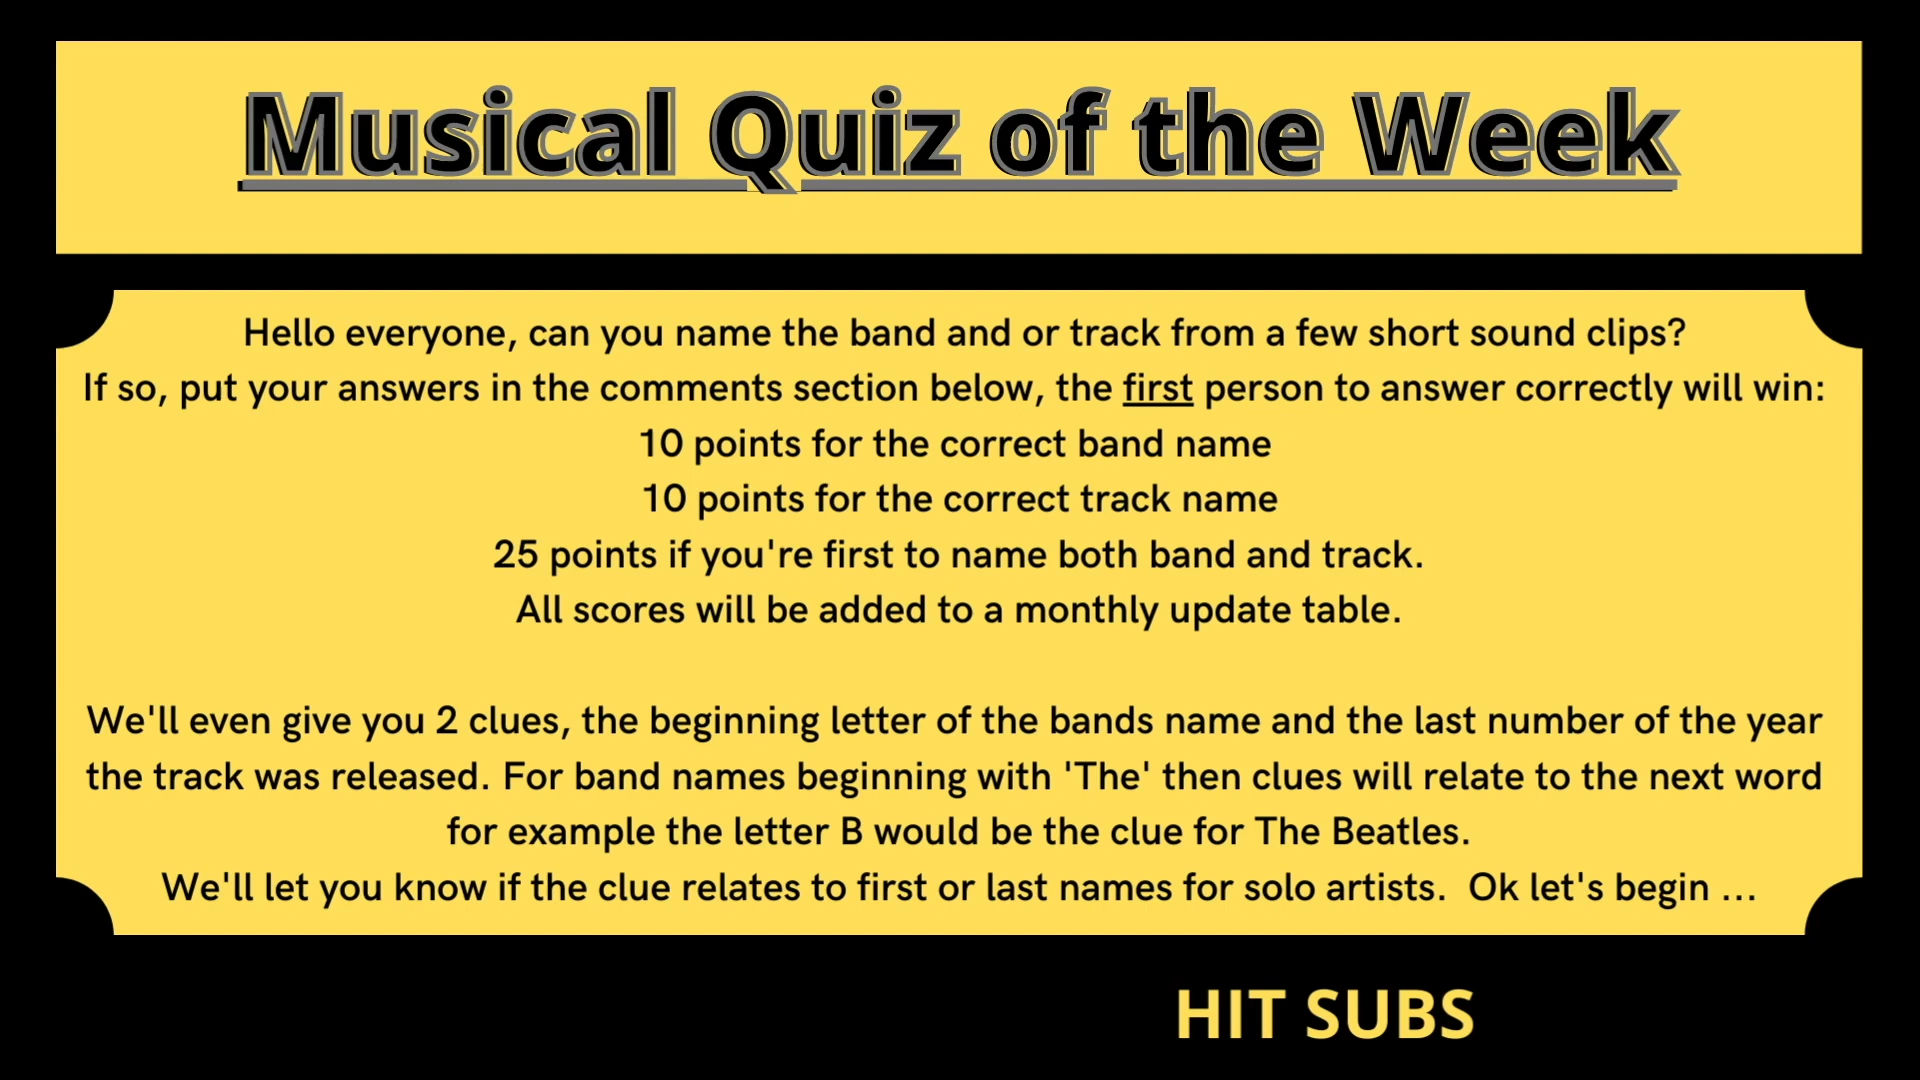 Musical Quiz of the Week
Hello everyone, can you name the band and or track from a few short sound clips?
If so, put your answers in the comments section below, the first person to answer correctly will win:
10 points for the correct band name
10 points for the correct track name
25 points if you're first to name both band and track.
All scores will be added to a monthly update table.
We'll even give you 2 clues, the beginning letter of the bands name and the last number of the year
the track was released. For band names beginning with 'The' then clues will relate to the next word
for example the letter B would be the clue for The Beatles.
We'll let you know if the clue relates to first or last names for solo artists.  Ok let's begin ...
HIT SUBS